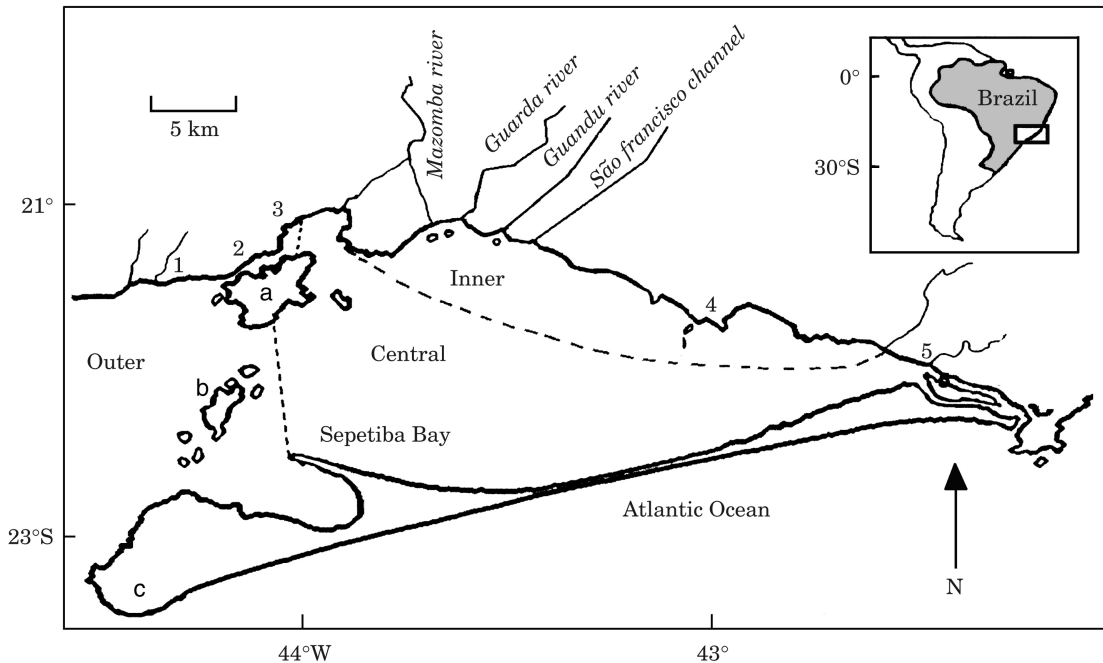 5 km
Mazomba river
Guarda river
Guandu river
São francisco channel
0°
Brazil
30°S
21°
3
2
1
a
Inner
4
Outer
Central
5
b
Sepetiba Bay
Atlantic Ocean
23°S
c
N
44°W
43°